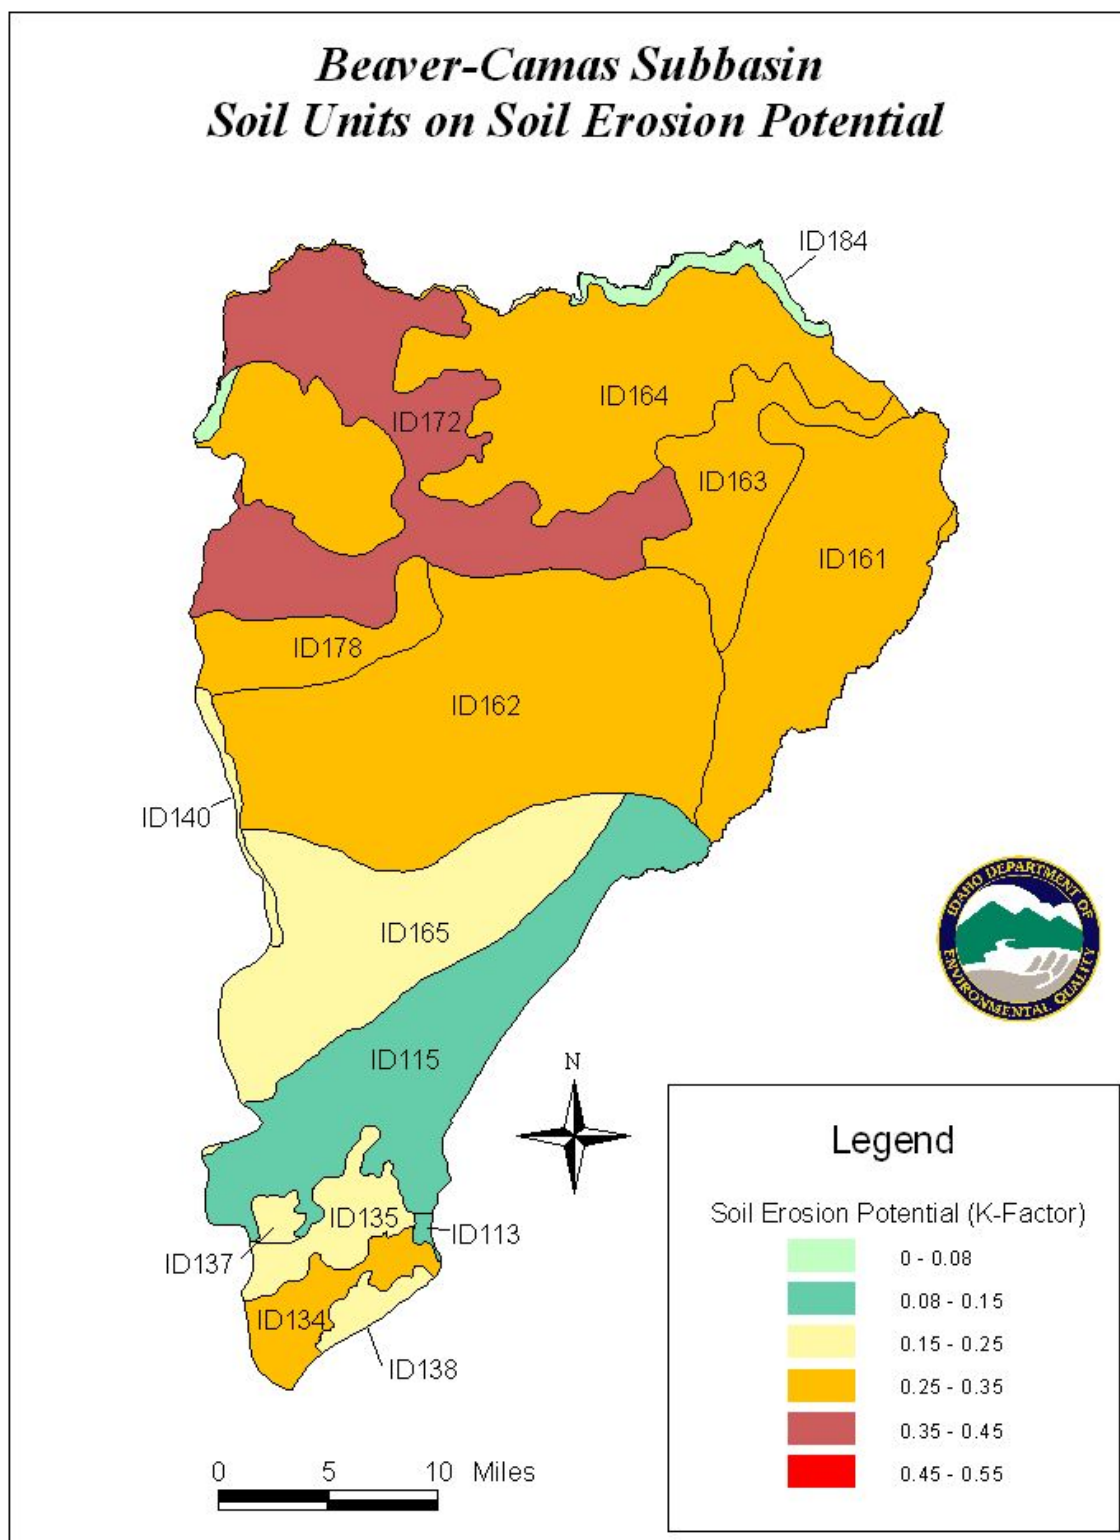 Beaver-Camas Subbasin
Soil Units on Soil Erosion Potential
ID184
ID172
ID164
ID163
ID161
ID178
ID162
ID140
ID165
IDAHO DEPARTMENT OF
ENVIRONMENTAL QUALITY
ID115
N
ID135
ID113
ID137
ID134
ID138
Legend
Soil Erosion Potential (K-Factor)
0 - 0.08
0.08 - 0.15
0.15 - 0.25
0.25 - 0.35
0.35 - 0.45
0.45 - 0.55
0 5 10 Miles